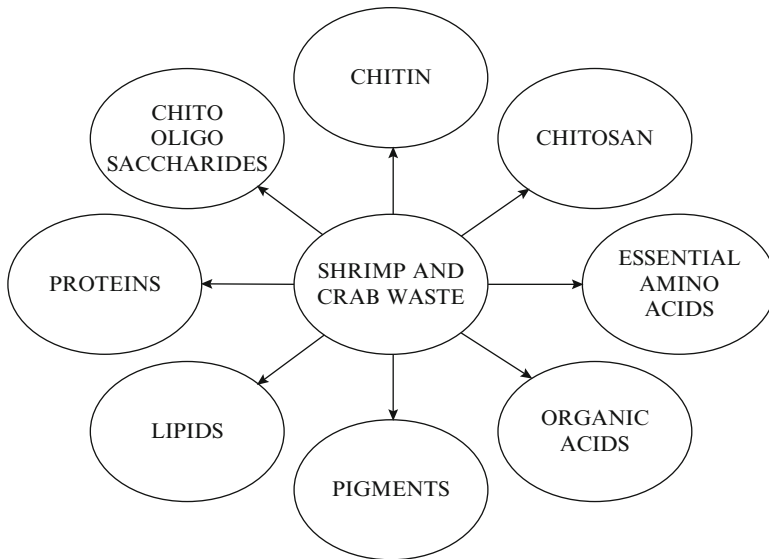 CHITIN
CHITO
OLIGO
SACCHARIDES
CHITOSAN
PROTEINS
SHRIMP AND
CRAB WASTE
ESSENTIAL
AMINO
ACIDS
LIPIDS
ORGANIC
ACIDS
PIGMENTS